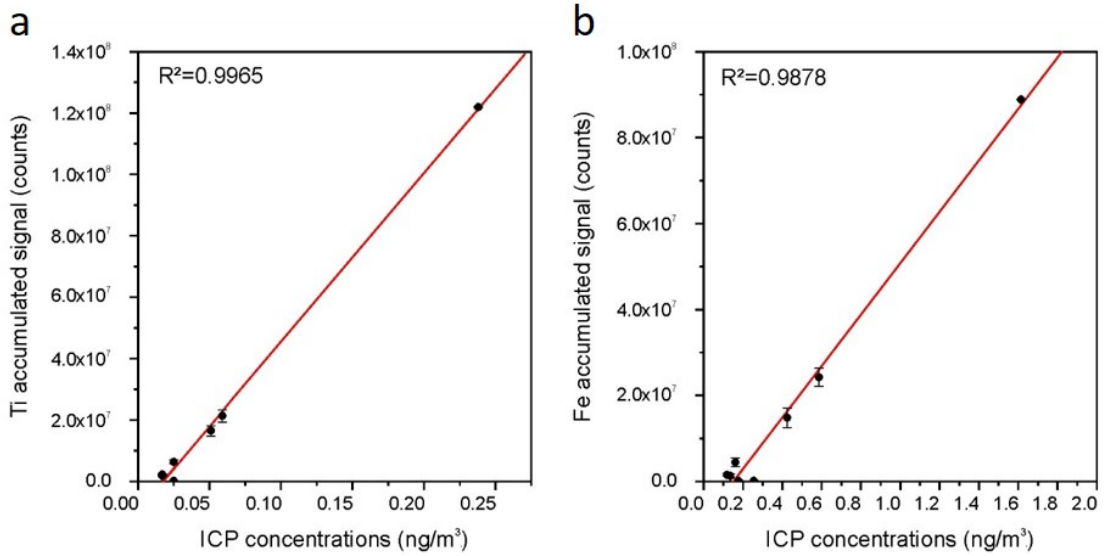 a
R²=0.9965
Ti accumulated signal (counts)
1.4x10⁸
1.2x10⁸
1.0x10⁸
8.0x10⁷
6.0x10⁷
4.0x10⁷
2.0x10⁷
0.0
0.00 0.05 0.10 0.15 0.20 0.25
ICP concentrations (ng/m³)
b
R²=0.9878
Fe accumulated signal (counts)
1.0x10⁸
8.0x10⁷
6.0x10⁷
4.0x10⁷
2.0x10⁷
0.0
0.0 0.2 0.4 0.6 0.8 1.0 1.2 1.4 1.6 1.8 2.0
ICP concentrations (ng/m³)